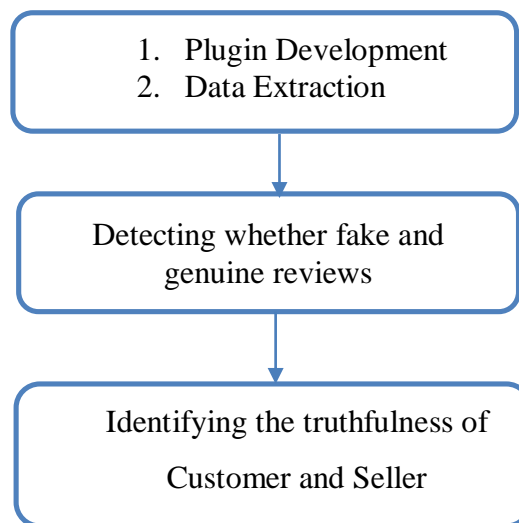 1. Plugin Development
2. Data Extraction
Detecting whether fake and
genuine reviews
Identifying the truthfulness of
Customer and Seller